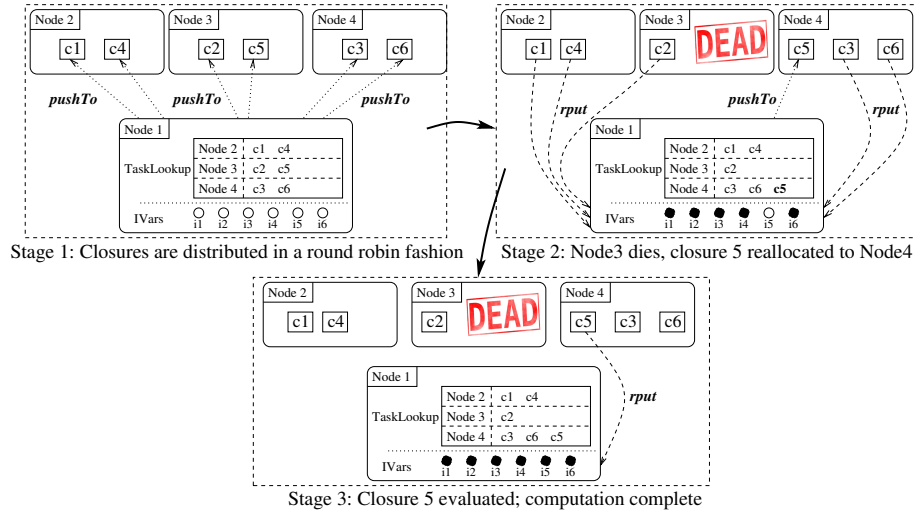 Node 2
Node 3
Node 4
c1 c4
c2 c5
c3 c6
pushTo
pushTo
pushTo
Node 1
TaskLookup
Node 2 c1 c4
Node 3 c2 c5
Node 4 c3 c6
IVars
i1 i2 i3 i4 i5 i6
Stage 1: Closures are distributed in a round robin fashion
Node 2
Node 3
Node 4
c1 c4
c2
DEAD
c5 c3 c6
rput
pushTo
rput
Node 1
TaskLookup
Node 2 c1 c4
Node 3 c2
Node 4 c3 c6 c5
IVars
i1 i2 i3 i4 i5 i6
Stage 2: Node3 dies, closure 5 reallocated to Node4
Node 2
Node 3
Node 4
c1 c4
c2
DEAD
c5 c3 c6
rput
Node 1
TaskLookup
Node 2 c1 c4
Node 3 c2
Node 4 c3 c6 c5
IVars
i1 i2 i3 i4 i5 i6
Stage 3: Closure 5 evaluated; computation complete